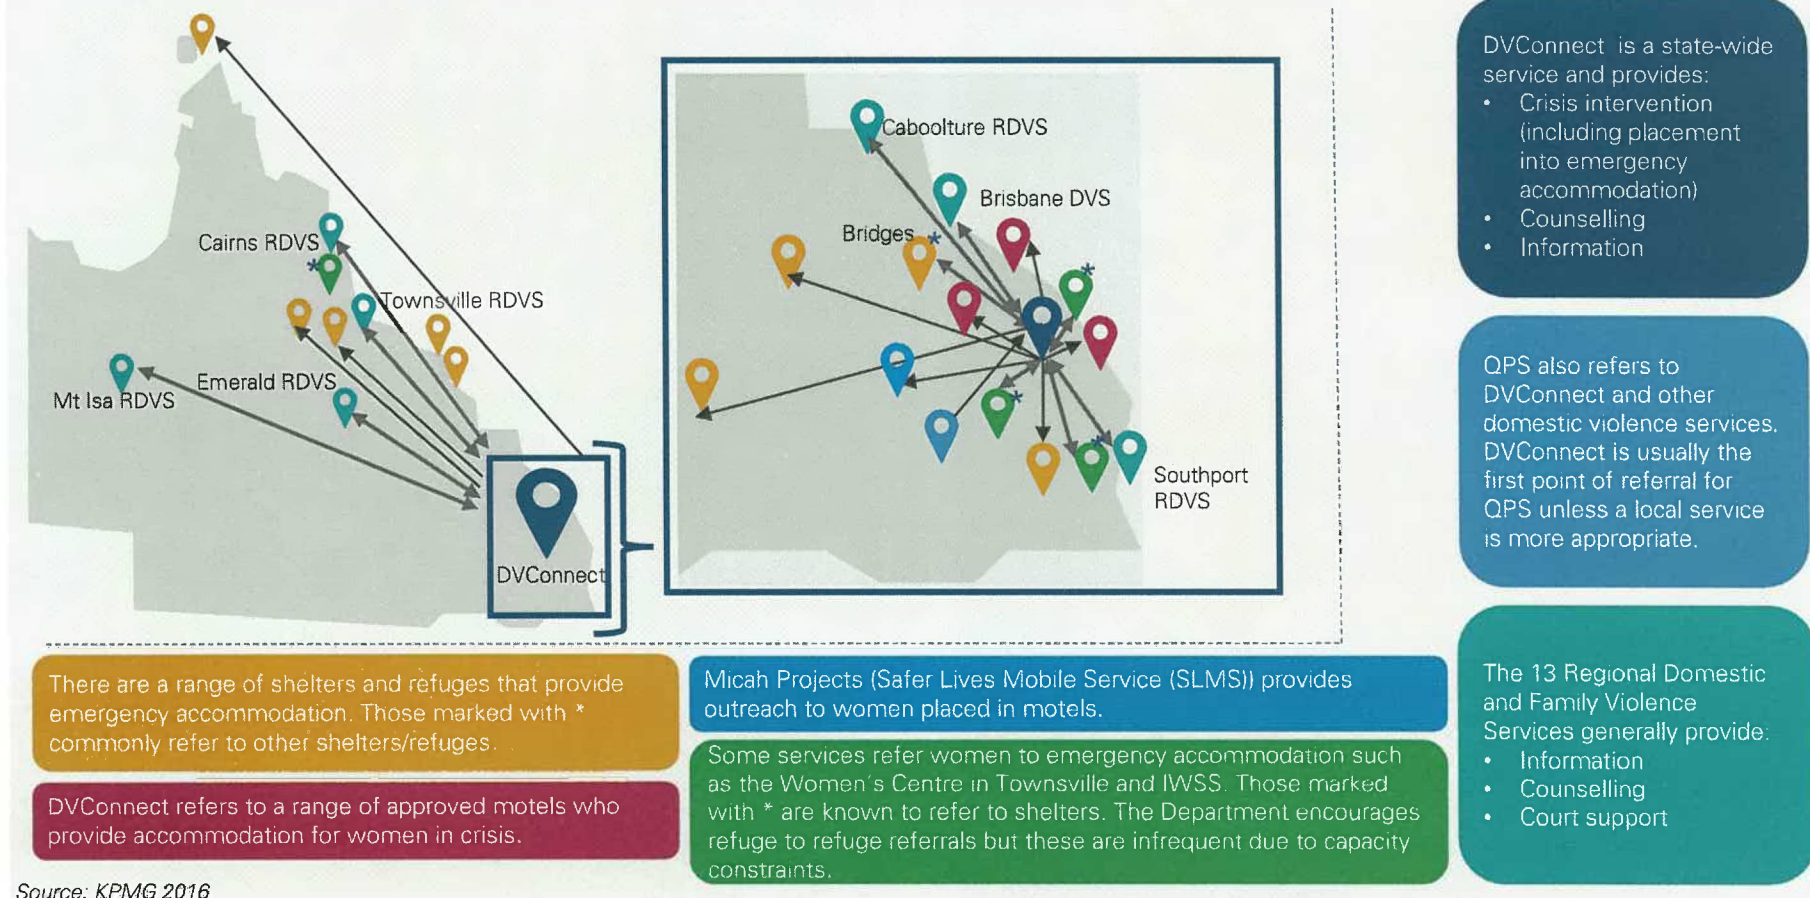 Cairns RDVS
*
Townsville RDVS
Mt Isa RDVS
Emerald RDVS
DVConnect
Caboolture RDVS
Brisbane DVS
Bridges *
*
*
*
Southport
RDVS
DVConnect is a state-wide
service and provides:
• Crisis intervention
(including placement
into emergency
accommodation)
• Counselling
• Information
QPS also refers to
DVConnect and other
domestic violence services.
DVConnect is usually the
first point of referral for
QPS unless a local service
is more appropriate.
The 13 Regional Domestic
and Family Violence
Services generally provide:
• Information
• Counselling
• Court support
There are a range of shelters and refuges that provide
emergency accommodation. Those marked with *
commonly refer to other shelters/refuges.
DVConnect refers to a range of approved motels who
provide accommodation for women in crisis.
Micah Projects (Safer Lives Mobile Service (SLMS)) provides
outreach to women placed in motels.
Some services refer women to emergency accommodation such
as the Women's Centre in Townsville and IWSS. Those marked
with * are known to refer to shelters. The Department encourages
refuge to refuge referrals but these are infrequent due to capacity
constraints.
Source: KPMG 2016